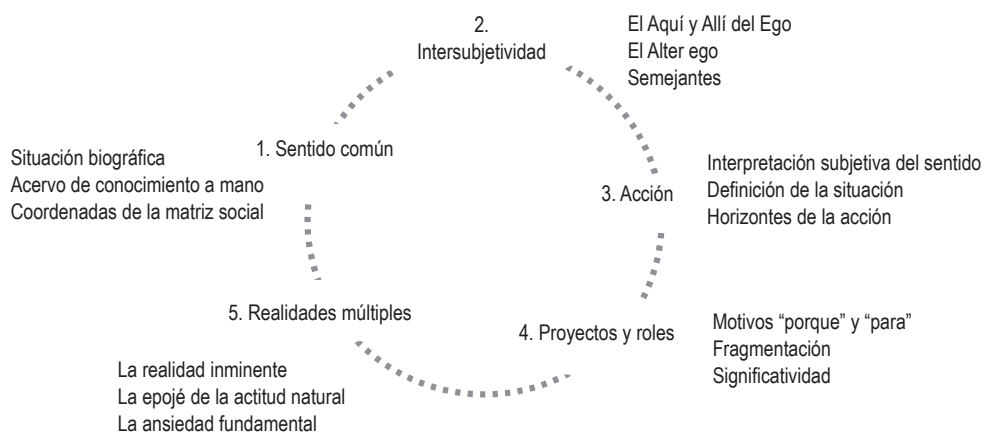 2.
Intersubjetividad
El Aquí y Allí del Ego
El Alter ego
Semejantes
1. Sentido común
Situación biográfica
Acervo de conocimiento a mano
Coordenadas de la matriz social
3. Acción
Interpretación subjetiva del sentido
Definición de la situación
Horizontes de la acción
4. Proyectos y roles
Motivos “porque” y “para”
Fragmentación
Significatividad
5. Realidades múltiples
La realidad inminente
La epojé de la actitud natural
La ansiedad fundamental